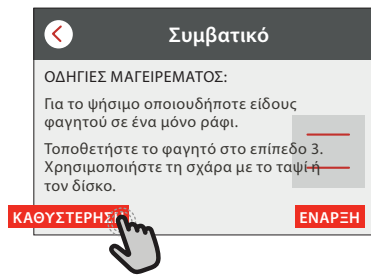 Συμβατικό
ΟΔΗΓΙΕΣ ΜΑΓΕΙΡΕΜΑΤΟΣ:
Για το ψήσιμο οποιουδήποτε είδους
φαγητού σε ένα μόνο ράφι.
Τοποθετήστε το φαγητό στο επίπεδο 3.
Χρησιμοποιήστε τη σχάρα με το ταψί ή
τον δίσκο.
ΚΑΘΥΣΤΕΡΗΣΗ ΕΝΑΡΞΗ